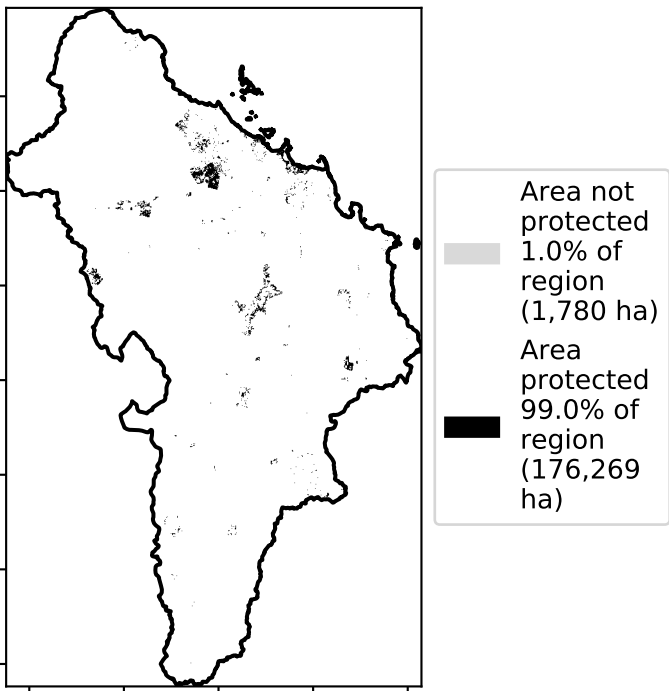 Area not
protected
1.0% of
region
(1,780 ha)
Area
protected
99.0% of
region
(176,269
ha)